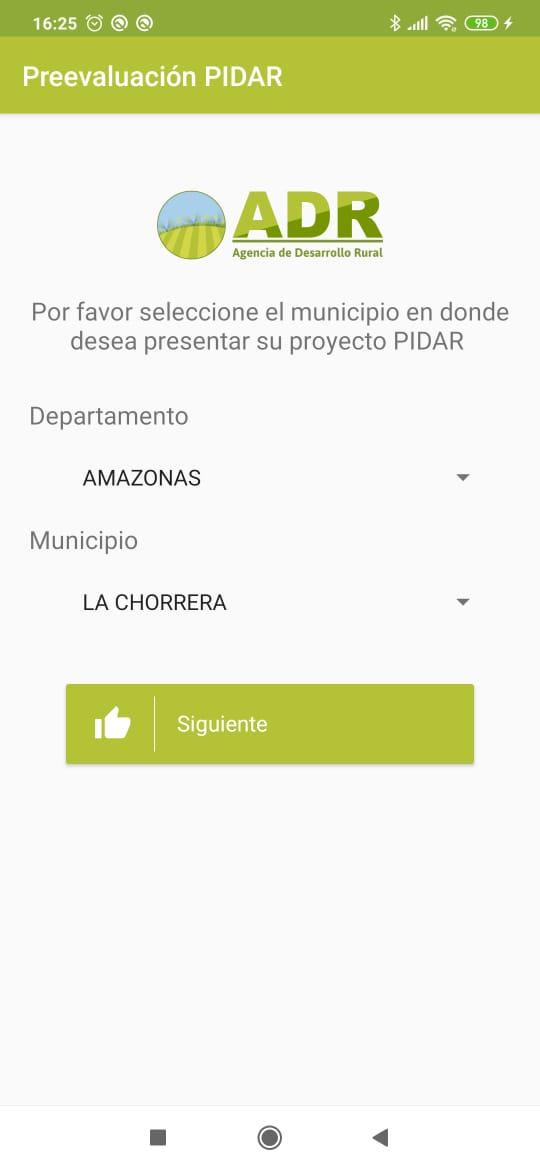 16:25 98
Preevaluación PIDAR
ADR
Agencia de Desarrollo Rural
Por favor seleccione el municipio en donde
desea presentar su proyecto PIDAR
Departamento
AMAZONAS
Municipio
LA CHORRERA
Siguiente